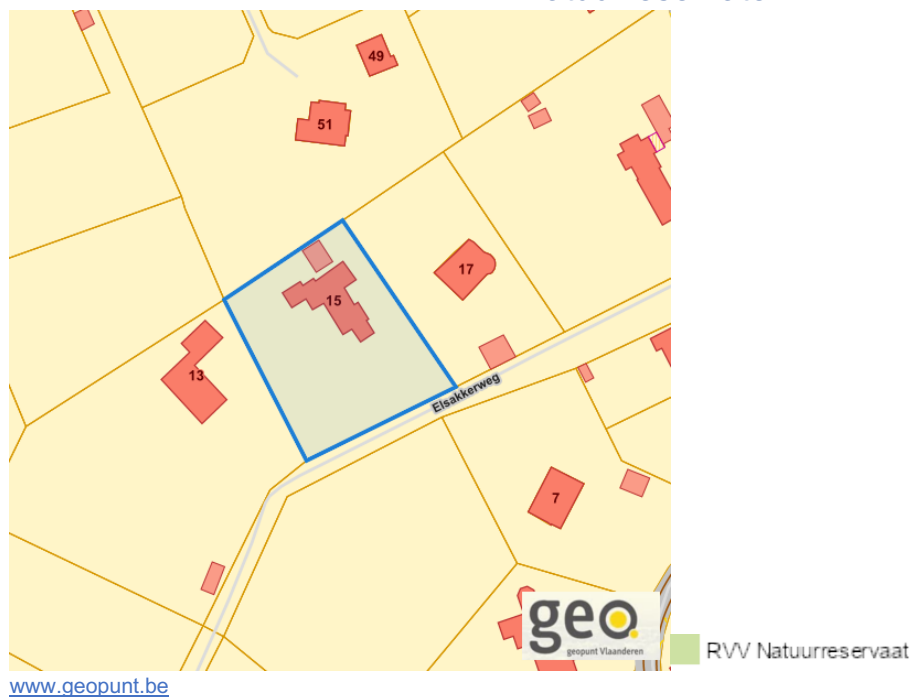 49
51
17
15
13
Elsakkerweg
7
geo
geopunt Vlaanderen
RVV Natuurreservaat
www.geopunt.be